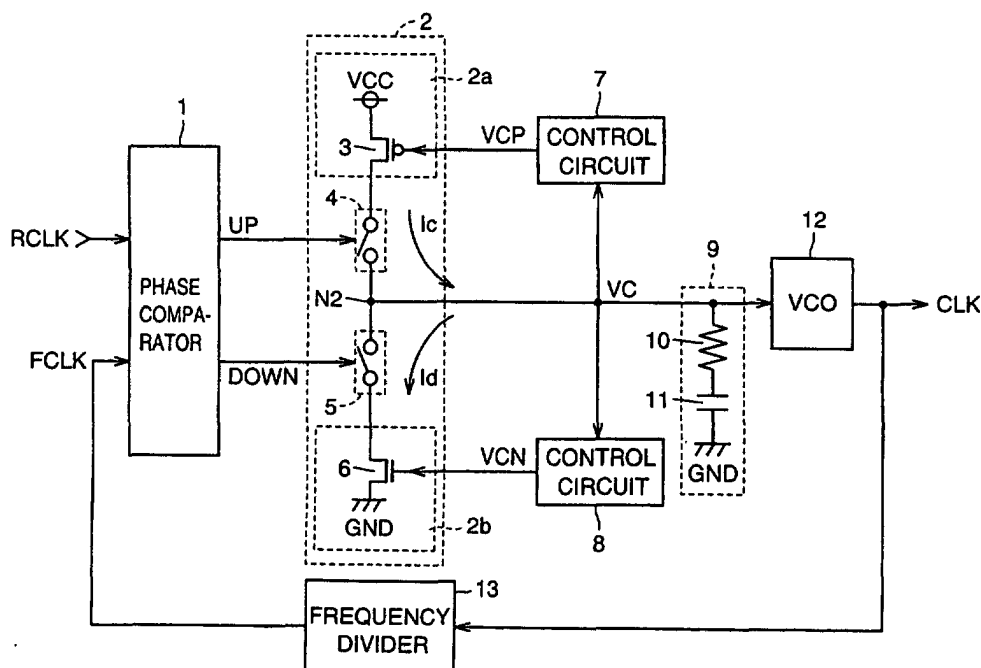 2
VCC
2a
7
1
3
VCP
CONTROL
CIRCUIT
4
UP
Ic
12
RCLK
9
PHASE
COMPA-
RATOR
N2
VC
VCO
CLK
10
FCLK
DOWN
Id
11
5
6
VCN
CONTROL
CIRCUIT
GND
GND
2b
8
13
FREQUENCY
DIVIDER